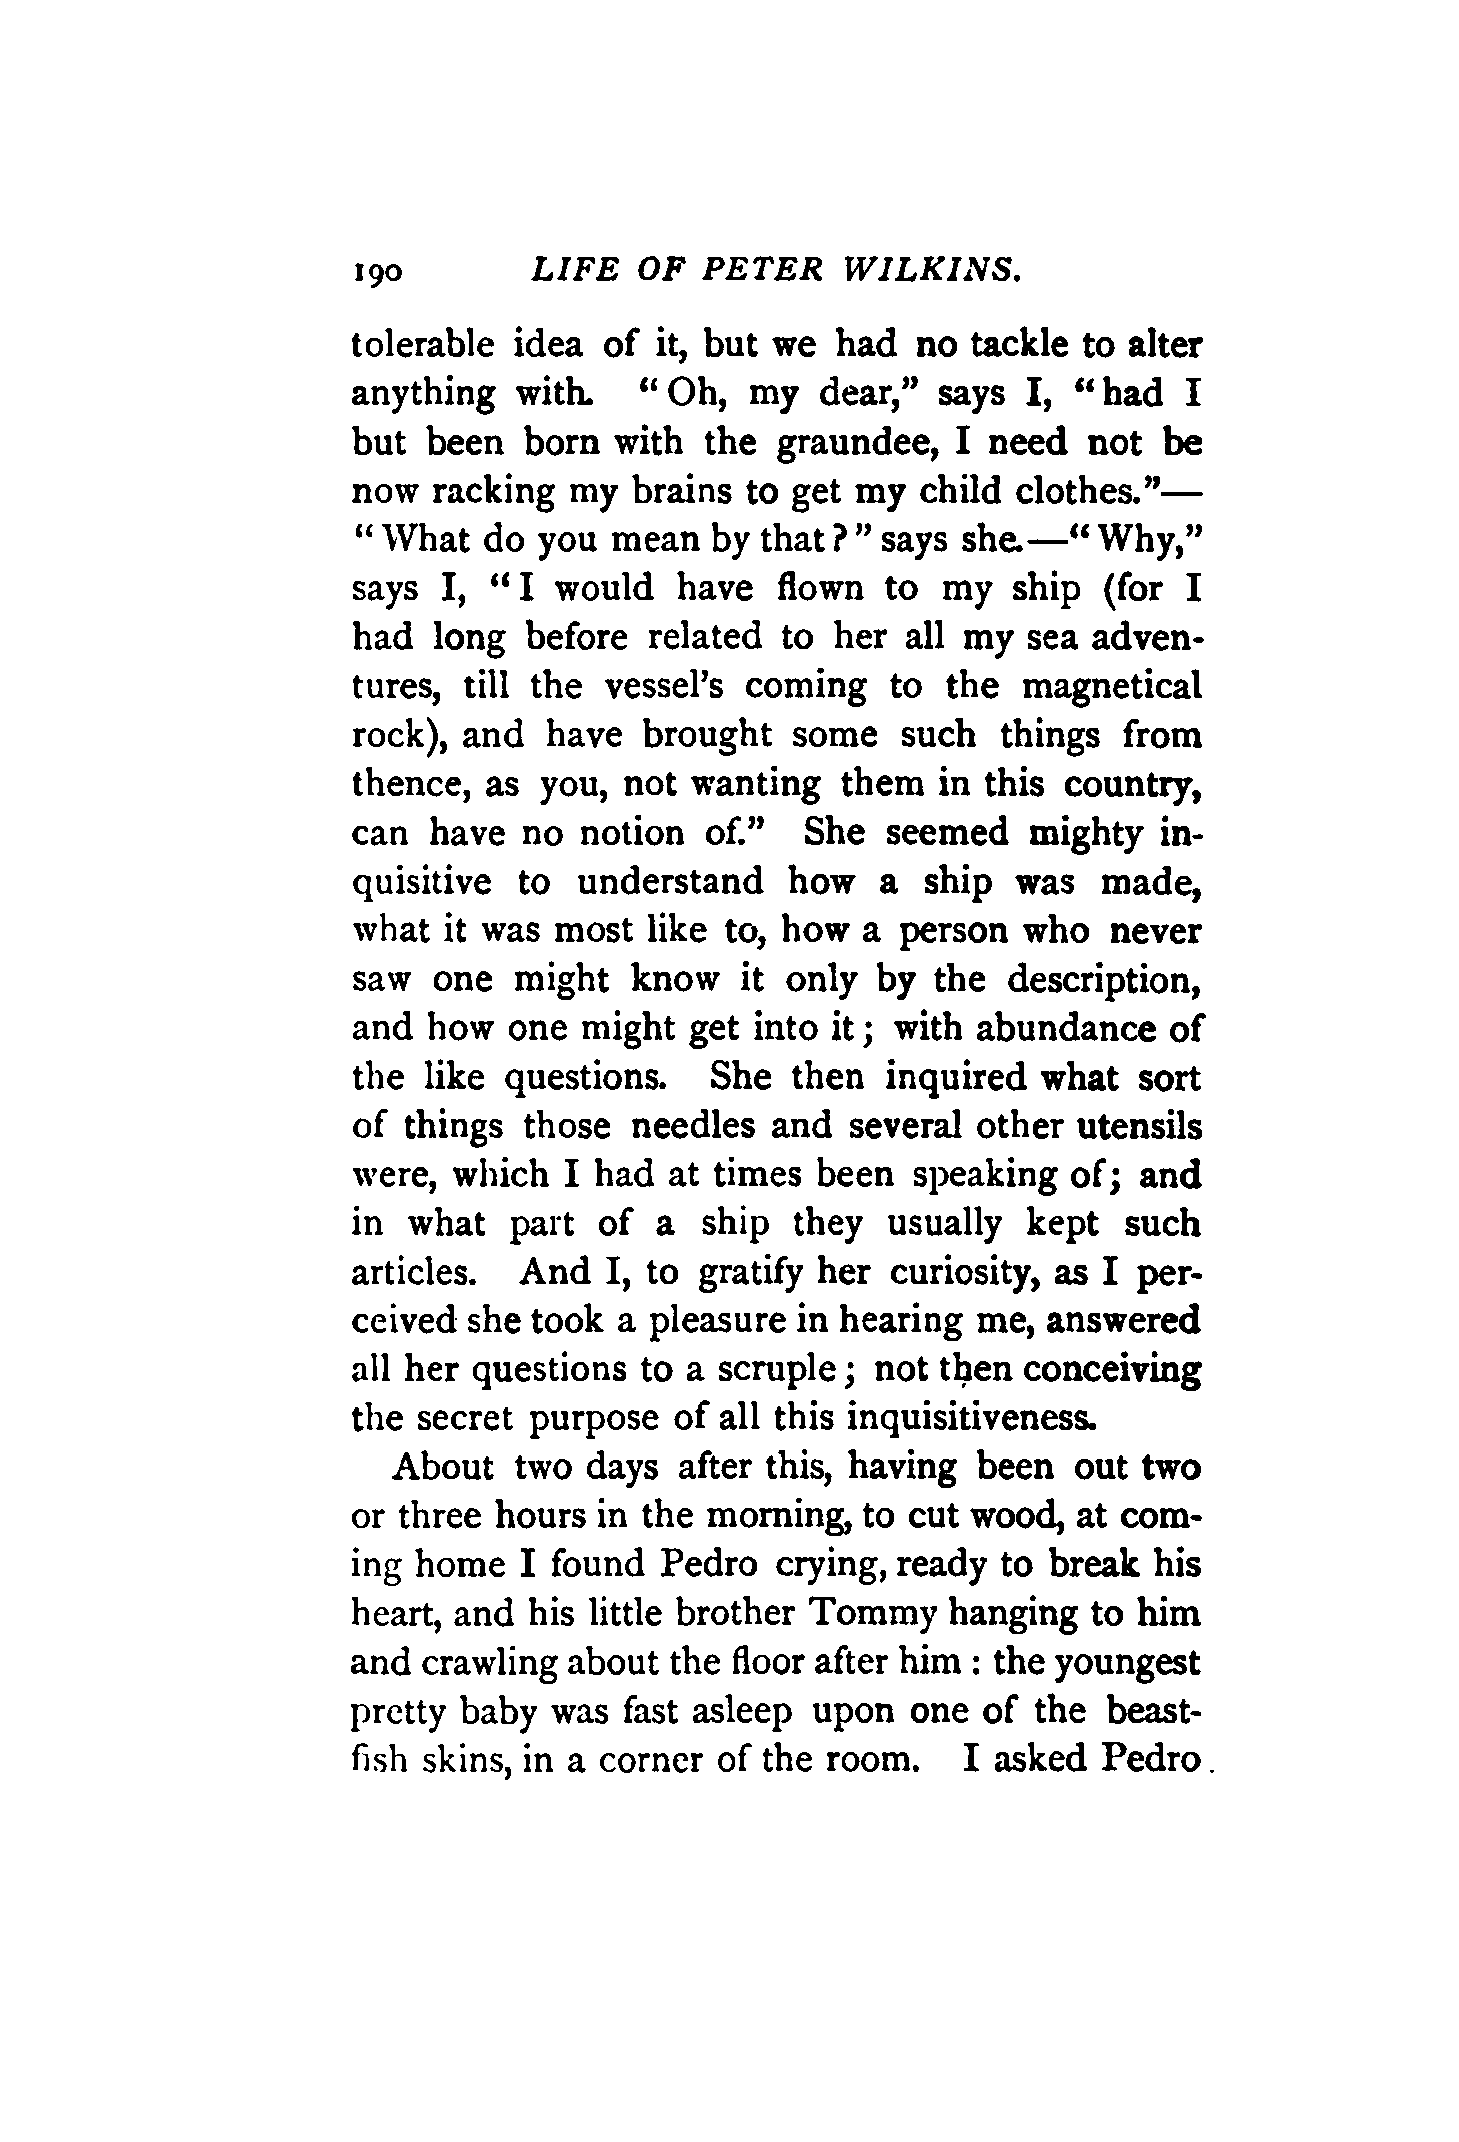 190 LIFE OF PETER WILKINS.
tolerable idea of it, but we had no tackle to alter
anything with. “Oh, my dear,” says I, “had I
but been born with the graundee, I need not be
now racking my brains to get my child clothes.”—
“What do you mean by that?” says she.—“Why,”
says I, “I would have flown to my ship (for I
had long before related to her all my sea adven-
tures, till the vessel’s coming to the magnetical
rock), and have brought some such things from
thence, as you, not wanting them in this country,
can have no notion of.” She seemed mighty in-
quisitive to understand how a ship was made,
what it was most like to, how a person who never
saw one might know it only by the description,
and how one might get into it; with abundance of
the like questions. She then inquired what sort
of things those needles and several other utensils
were, which I had at times been speaking of; and
in what part of a ship they usually kept such
articles. And I, to gratify her curiosity, as I per-
ceived she took a pleasure in hearing me, answered
all her questions to a scruple; not then conceiving
the secret purpose of all this inquisitiveness.
About two days after this, having been out two
or three hours in the morning, to cut wood, at com-
ing home I found Pedro crying, ready to break his
heart, and his little brother Tommy hanging to him
and crawling about the floor after him: the youngest
pretty baby was fast asleep upon one of the beast-
fish skins, in a corner of the room. I asked Pedro